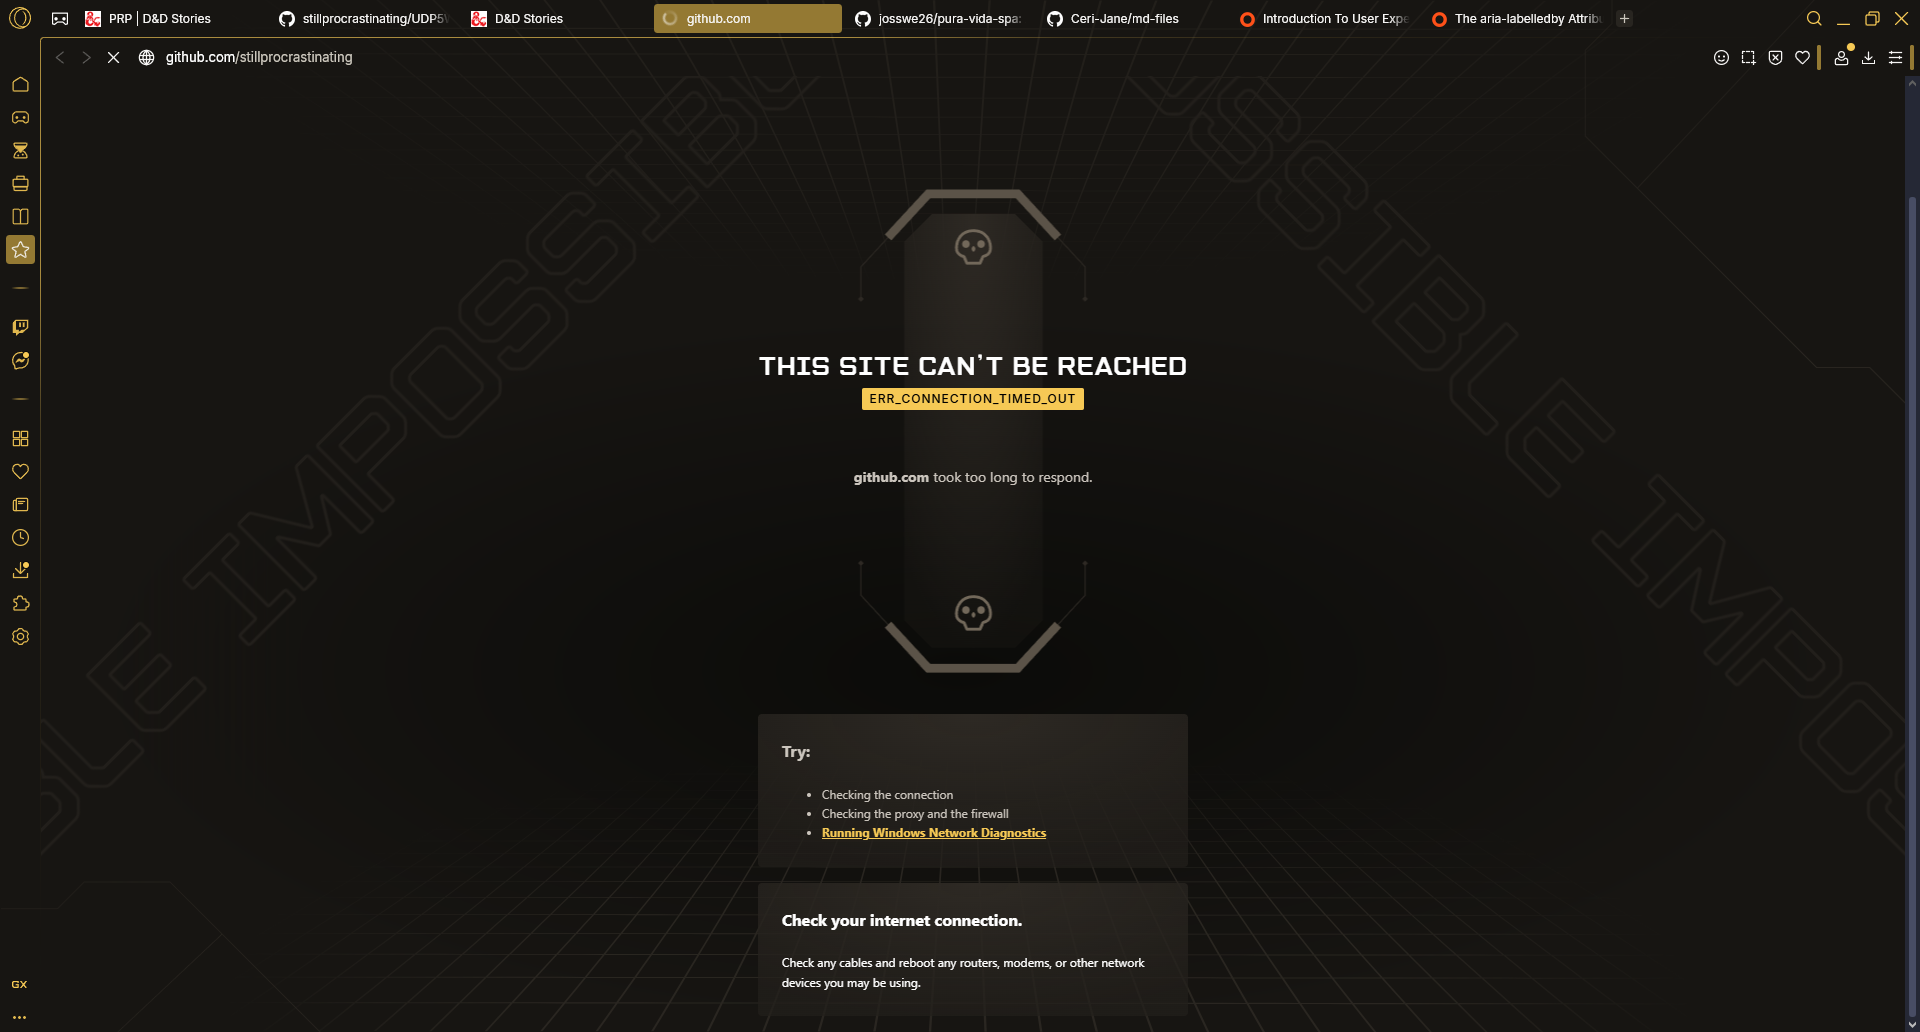 PRP | D&D Stories
stillprocrastinating/UDP5
D&D Stories
github.com
josswe26/pura-vida-spa
Ceri-Jane/md-files
Introduction To User Expe
The aria-labelledby Attribu
github.com/stillprocrastinating
IMPOSSIBLE IMPOSSIBLE IMPOSSIBLE
THIS SITE CAN'T BE REACHED
ERR_CONNECTION_TIMED_OUT
github.com took too long to respond.
Try:
• Checking the connection
• Checking the proxy and the firewall
• Running Windows Network Diagnostics
Check your internet connection.
Check any cables and reboot any routers, modems, or other network
devices you may be using.
GX